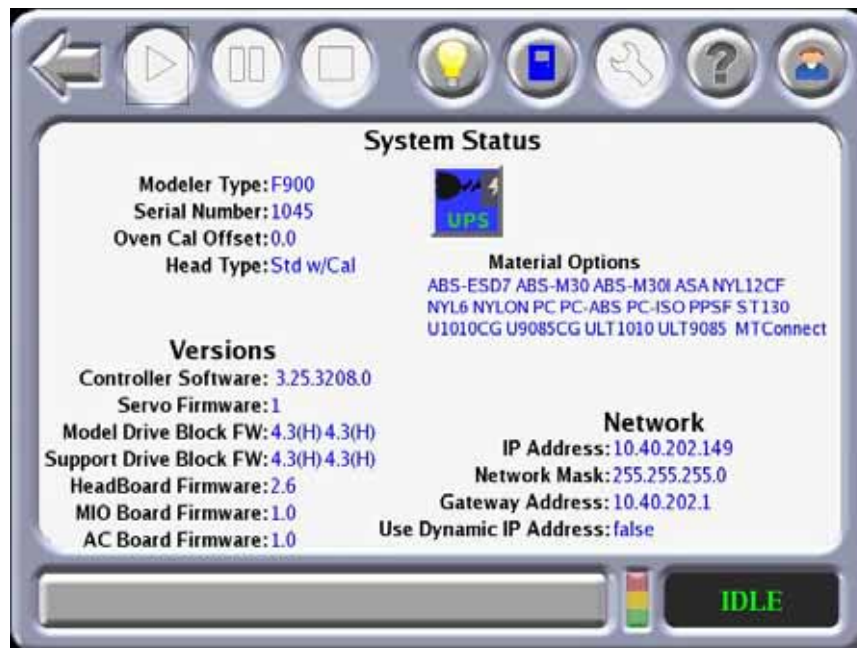 System Status
Modeler Type: F900
Serial Number: 1045
Oven Cal Offset: 0.0
Head Type: Std w/Cal
UPS
Material Options
ABS-ESD7 ABS-M30 ABS-M30I ASA NYL12CF
NYL6 NYLON PC PC-ABS PC-ISO PPSF ST130
U1010CG U9085CG ULT1010 ULT9085 MTConnect
Versions
Controller Software: 3.25.3208.0
Servo Firmware: 1
Model Drive Block FW: 4.3(H) 4.3(H)
Support Drive Block FW: 4.3(H) 4.3(H)
HeadBoard Firmware: 2.6
MIO Board Firmware: 1.0
AC Board Firmware: 1.0
Network
IP Address: 10.40.202.149
Network Mask: 255.255.255.0
Gateway Address: 10.40.202.1
Use Dynamic IP Address: false
IDLE